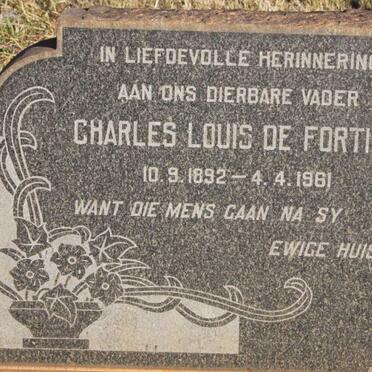 IN LIEFDEVOLLE HERINNERING
AAN ONS DIERBARE VADER
CHARLES LOUIS DE FORTI
10.9.1892 – 4.4.1981
WANT DIE MENS GAAN NA SY
EWIGE HUIS